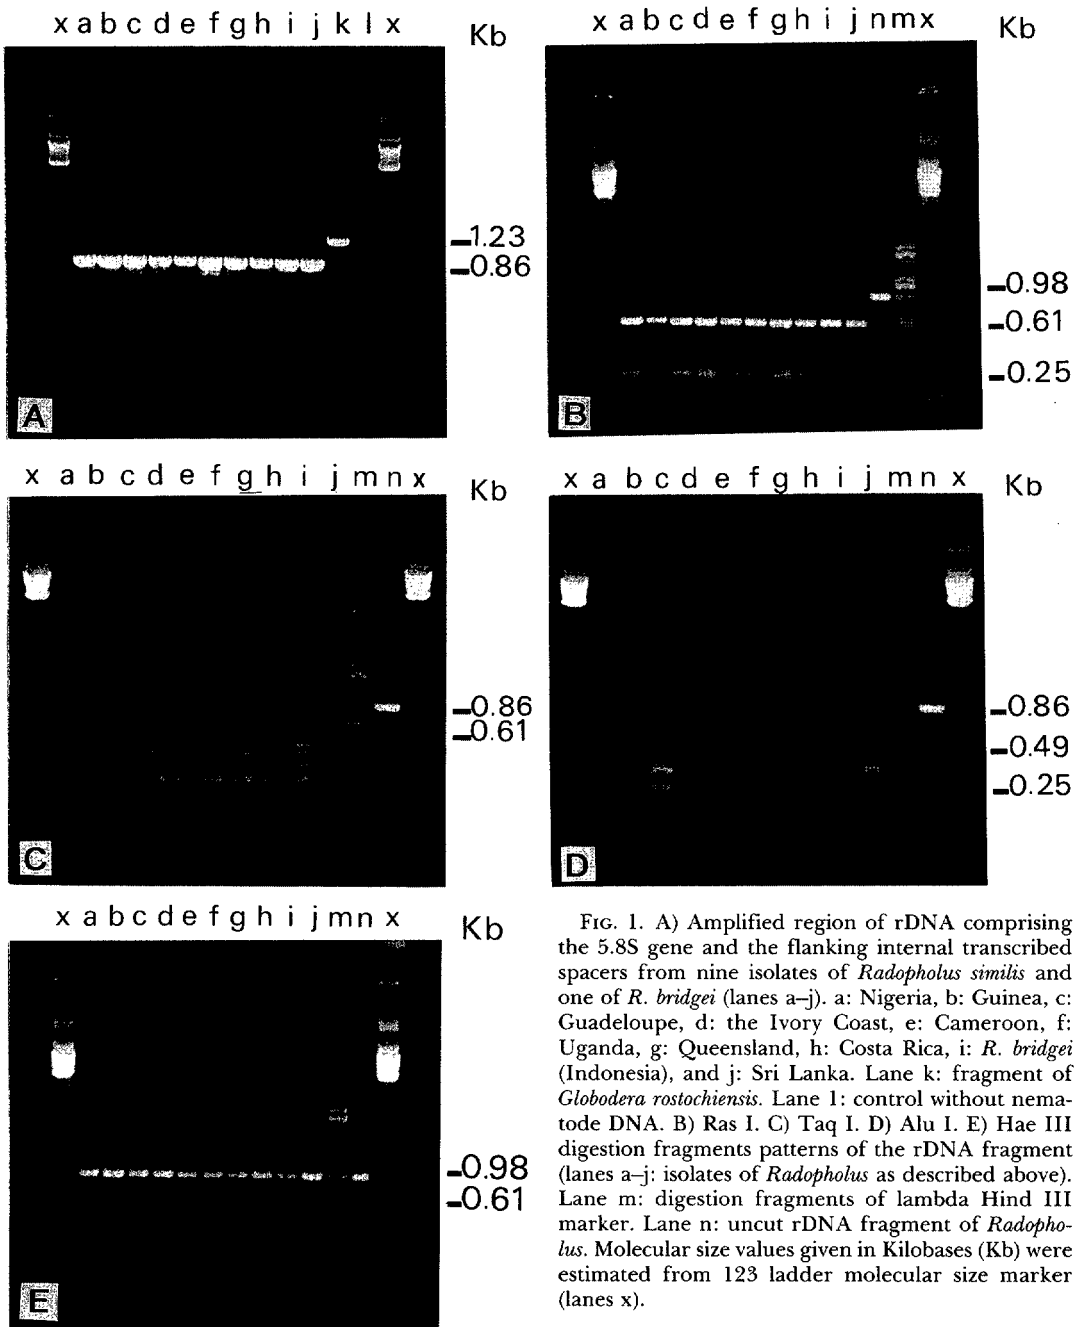 x a b c d e f g h i j k l x Kb
-1.23
-0.86
A
x a b c d e f g h i j n m x Kb
-0.98
-0.61
-0.25
B
x a b c d e f g h i j m n x Kb
-0.86
-0.61
C
x a b c d e f g h i j m n x Kb
-0.86
-0.49
-0.25
D
x a b c d e f g h i j m n x Kb
-0.98
-0.61
E
FIG. 1. A) Amplified region of rDNA comprising
the 5.8S gene and the flanking internal transcribed
spacers from nine isolates of Radopholus similis and
one of R. bridgei (lanes a–j). a: Nigeria, b: Guinea, c:
Guadeloupe, d: the Ivory Coast, e: Cameroon, f:
Uganda, g: Queensland, h: Costa Rica, i: R. bridgei
(Indonesia), and j: Sri Lanka. Lane k: fragment of
Globodera rostochiensis. Lane 1: control without nema-
tode DNA. B) Ras I. C) Taq I. D) Alu I. E) Hae III
digestion fragments patterns of the rDNA fragment
(lanes a–j: isolates of Radopholus as described above).
Lane m: digestion fragments of lambda Hind III
marker. Lane n: uncut rDNA fragment of Radopho-
lus. Molecular size values given in Kilobases (Kb) were
estimated from 123 ladder molecular size marker
(lanes x).